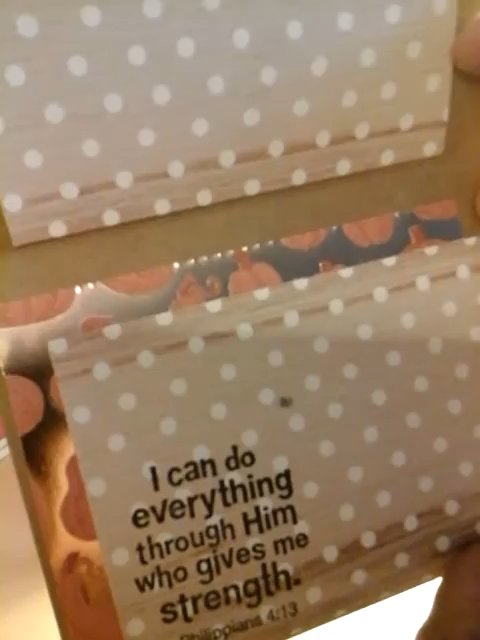 I can do
everything
through Him
who gives me
strength.
Philippians 4:13